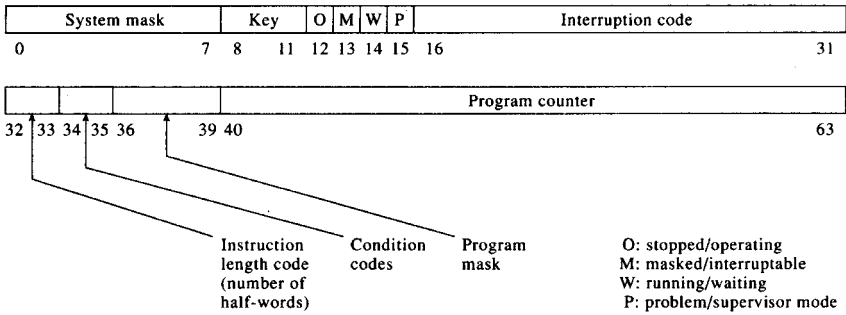 System mask Key O M W P Interruption code
0 7 8 11 12 13 14 15 16 31
Program counter
32 33 34 35 36 39 40 63
Instruction
length code
(number of
half-words)
Condition
codes
Program
mask
O: stopped/operating
M: masked/interruptable
W: running/waiting
P: problem/supervisor mode